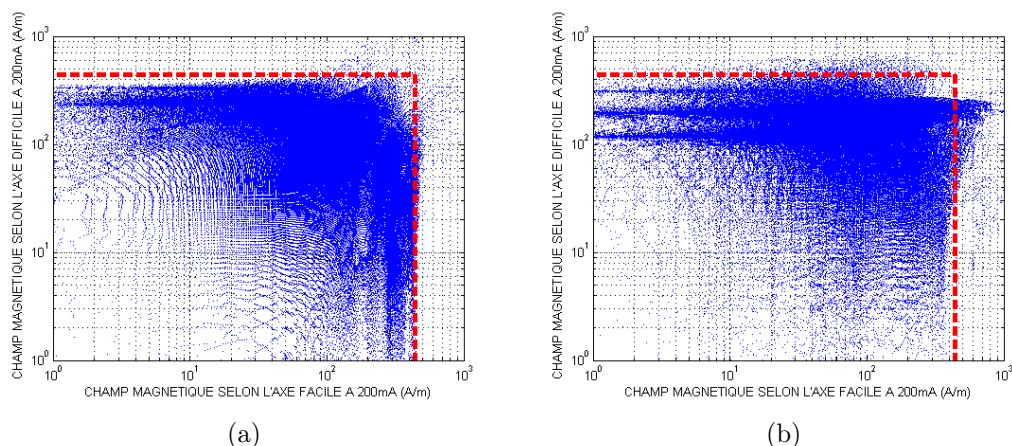 10³
10²
10¹
10⁰
10⁰
10¹
10²
10³
CHAMP MAGNETIQUE SELON L'AXE DIFFICILE A 200mA (A/m)
CHAMP MAGNETIQUE SELON L'AXE FACILE A 200mA (A/m)
(a)
10³
10²
10¹
10⁰
10⁰
10¹
10²
10³
CHAMP MAGNETIQUE SELON L'AXE DIFFICILE A 200mA (A/m)
CHAMP MAGNETIQUE SELON L'AXE FACILE A 200mA (A/m)
(b)